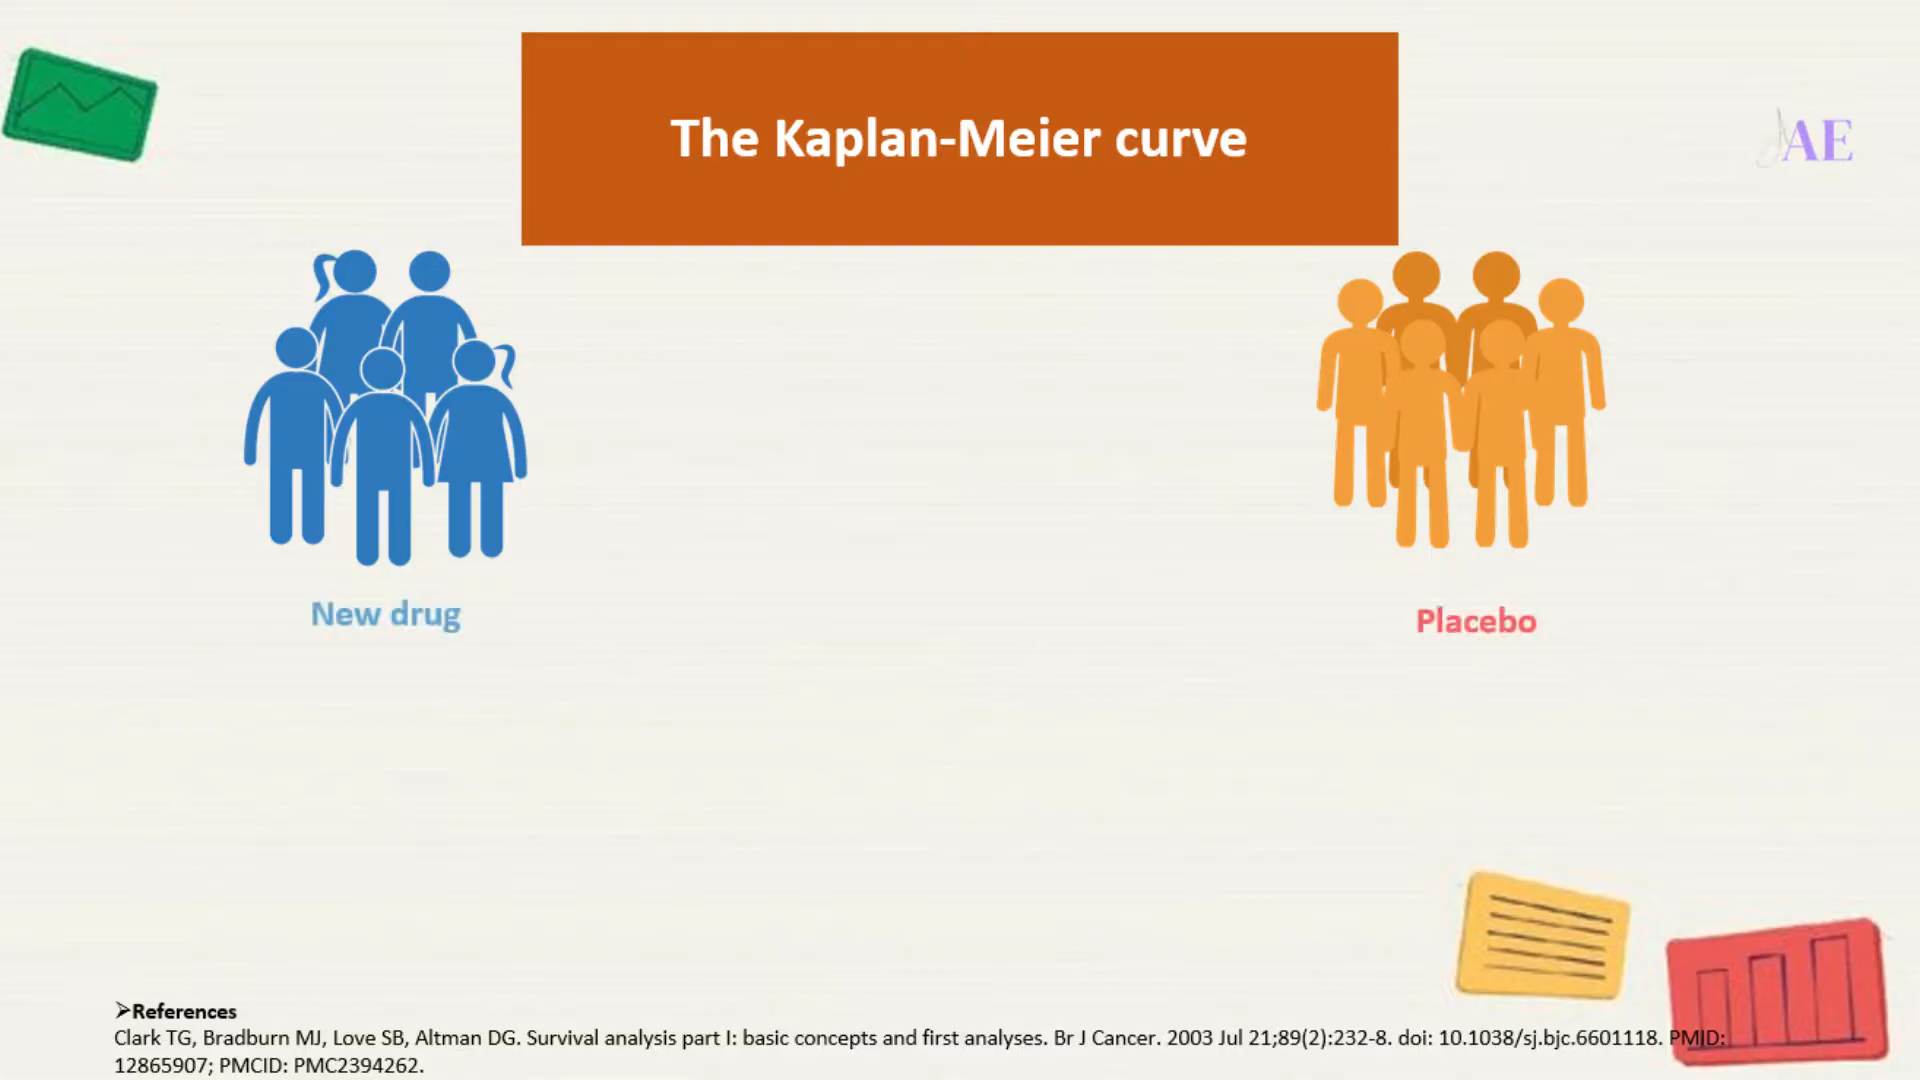 The Kaplan-Meier curve
AE
New drug
Placebo
➢References
Clark TG, Bradburn MJ, Love SB, Altman DG. Survival analysis part I: basic concepts and first analyses. Br J Cancer. 2003 Jul 21;89(2):232-8. doi: 10.1038/sj.bjc.6601118. PMID:
12865907; PMCID: PMC2394262.